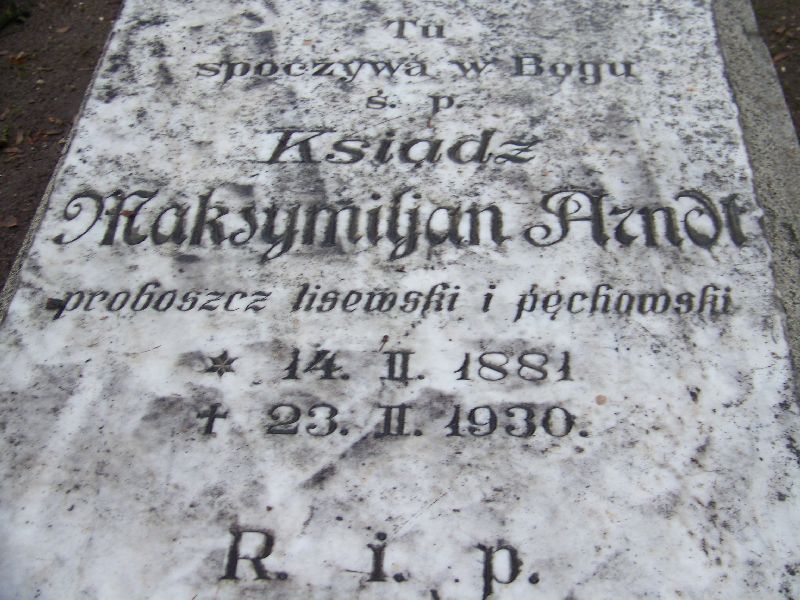 Tu
spoczywa w Bogu
ś. p.
Ksiądz
Maksymiljan Arndt
proboszcz lisewski i pęchowski
* 14. II. 1881
✝ 23. II. 1930.
R. i. p.